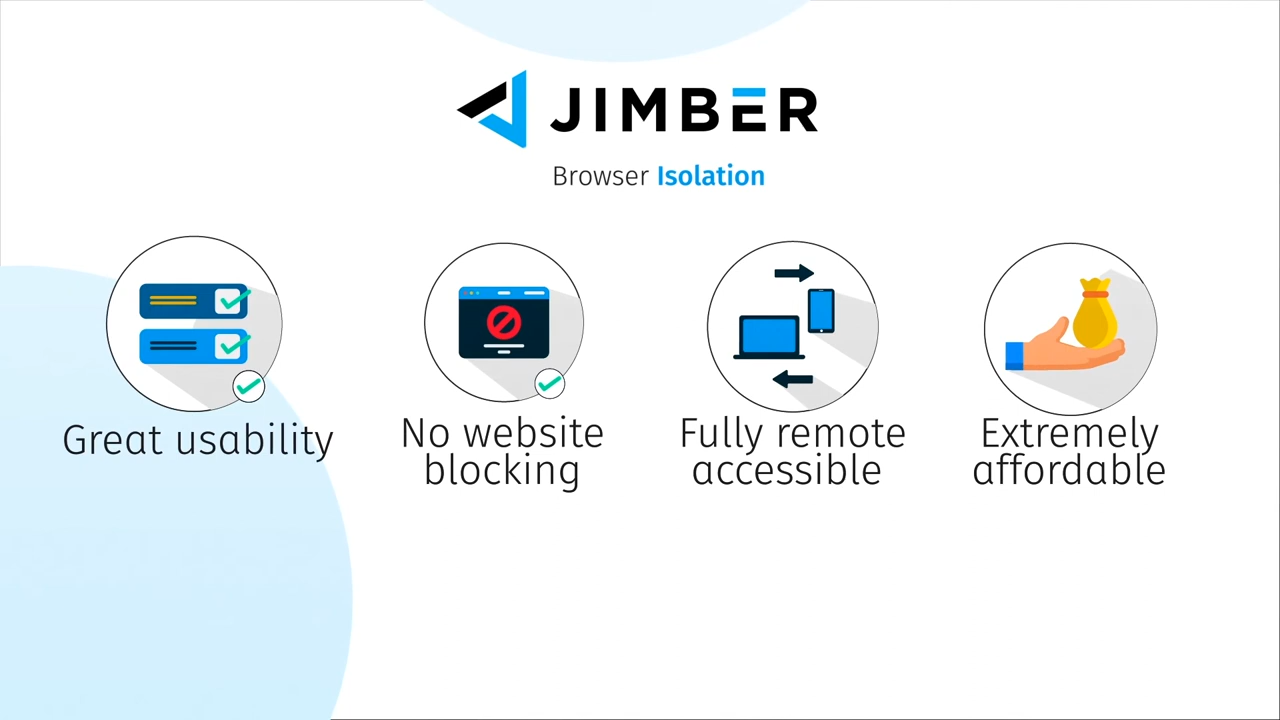 JIMBER
Browser Isolation
Great usability
No website
blocking
Fully remote
accessible
Extremely
affordable